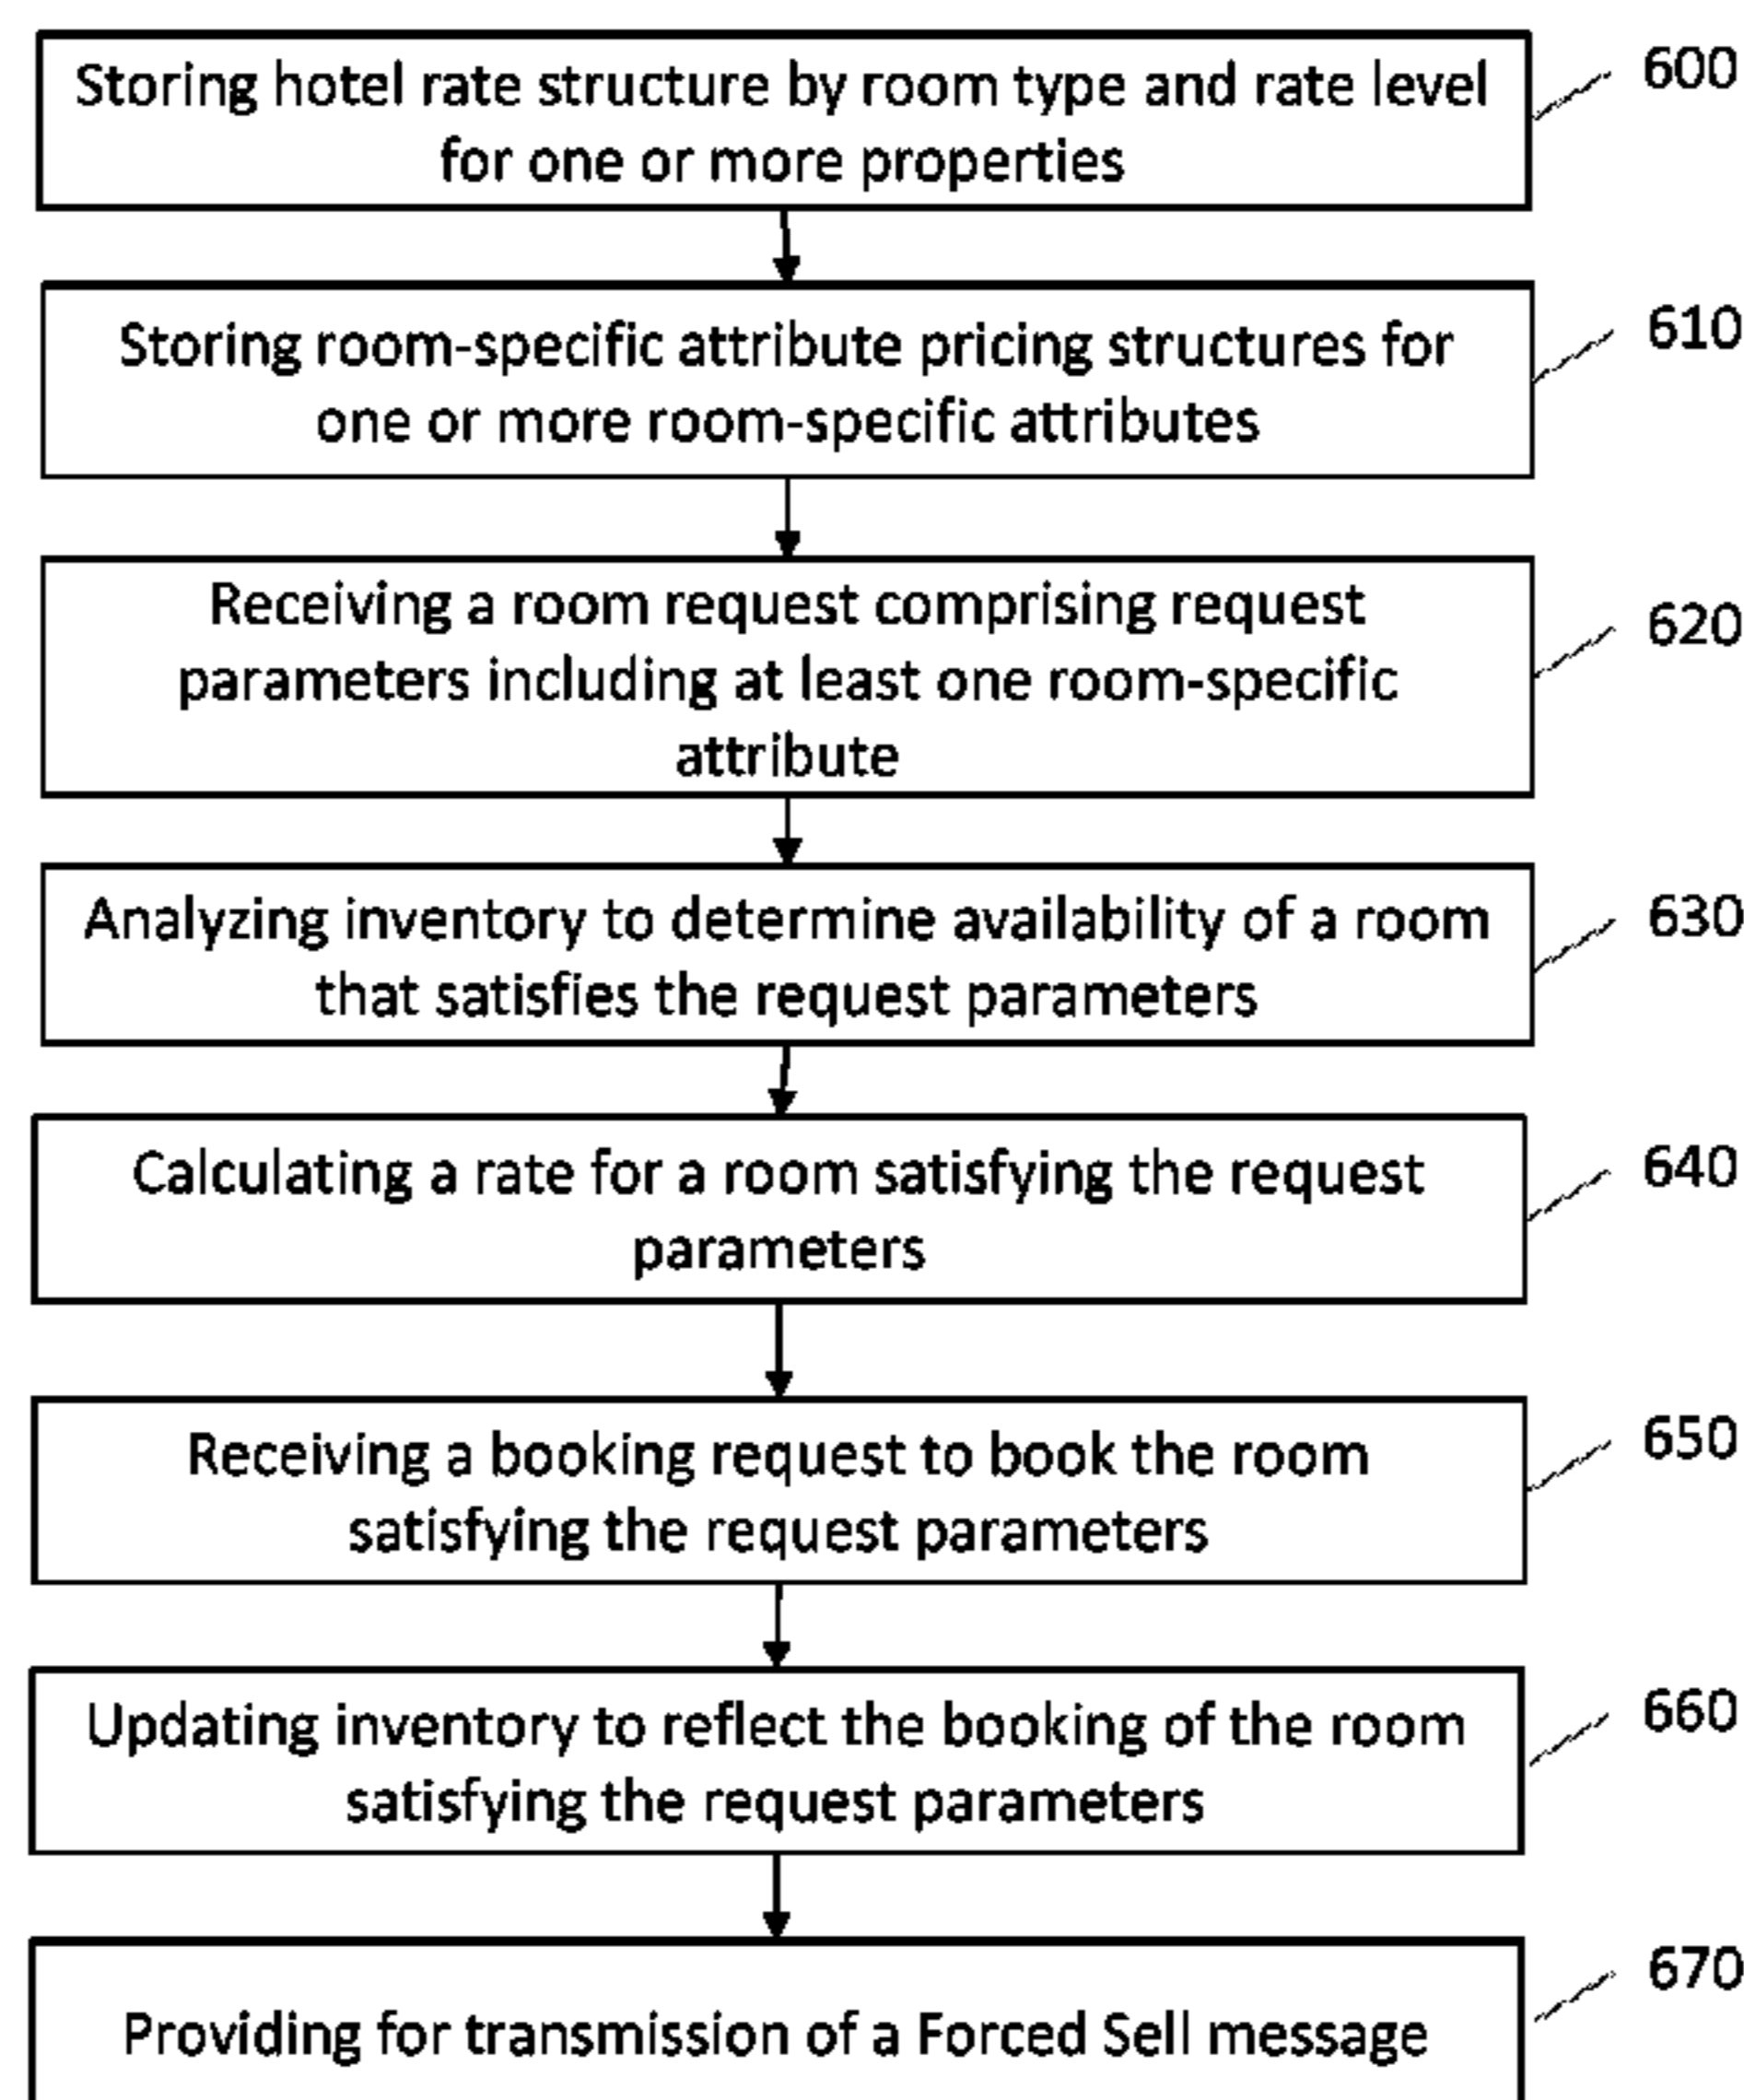 Storing hotel rate structure by room type and rate level
for one or more properties
600
Storing room-specific attribute pricing structures for
one or more room-specific attributes
610
Receiving a room request comprising request
parameters including at least one room-specific
attribute
620
Analyzing inventory to determine availability of a room
that satisfies the request parameters
630
Calculating a rate for a room satisfying the request
parameters
640
Receiving a booking request to book the room
satisfying the request parameters
650
Updating inventory to reflect the booking of the room
satisfying the request parameters
660
Providing for transmission of a Forced Sell message
670